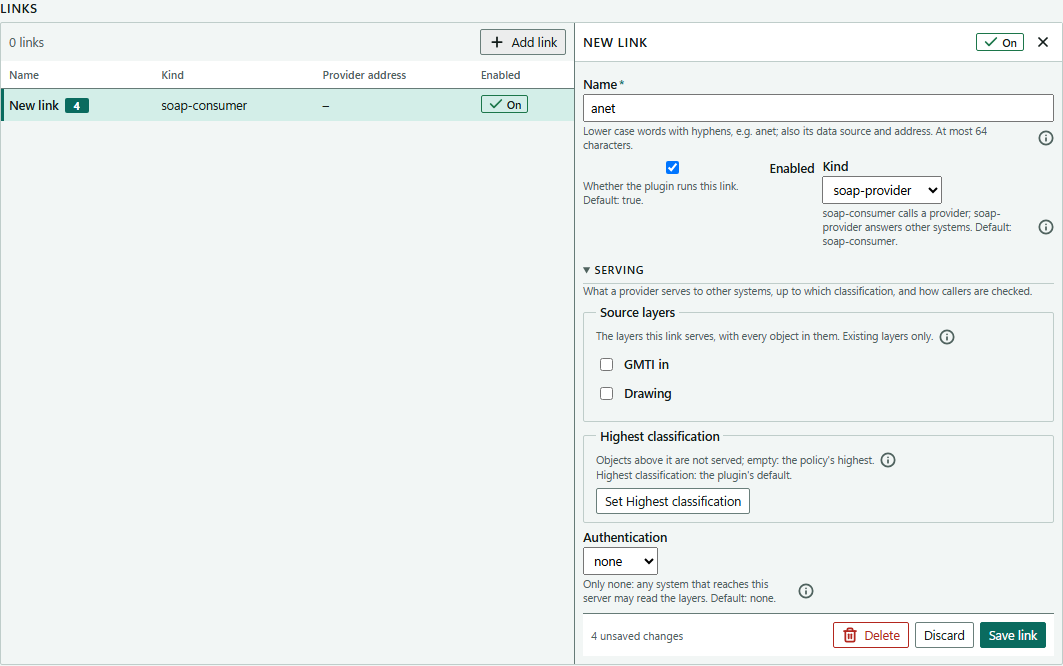 LINKS
0 links
Add link
Name Kind Provider address Enabled
New link 4 soap-consumer – On
NEW LINK On
Name*
anet
Lower case words with hyphens, e.g. anet; also its data source and address. At most 64
characters.
Enabled
Whether the plugin runs this link.
Default: true.
Kind
soap-provider
soap-consumer calls a provider; soap-
provider answers other systems. Default:
soap-consumer.
SERVING
What a provider serves to other systems, up to which classification, and how callers are checked.
Source layers
The layers this link serves, with every object in them. Existing layers only.
GMTI in
Drawing
Highest classification
Objects above it are not served; empty: the policy's highest.
Highest classification: the plugin's default.
Set Highest classification
Authentication
none
Only none: any system that reaches this
server may read the layers. Default: none.
4 unsaved changes Delete Discard Save link